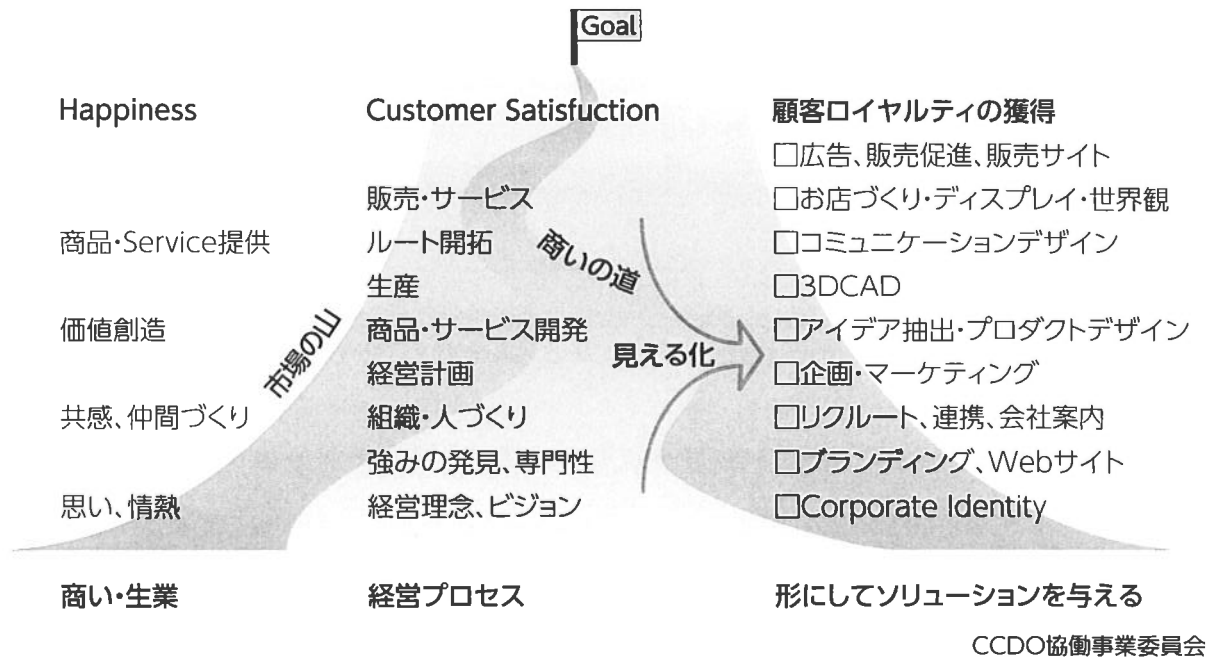 Goal
Happiness
Customer Satisfuction
顧客ロイヤルティの獲得
□広告、販売促進、販売サイト
販売・サービス
□お店づくり・ディスプレイ・世界観
商品・Service提供
ルート開拓
商いの道
□コミュニケーションデザイン
生産
□3DCAD
価値創造
市場の山
商品・サービス開発
見える化
□アイデア抽出・プロダクトデザイン
経営計画
□企画・マーケティング
共感、仲間づくり
組織・人づくり
□リクルート、連携、会社案内
強みの発見、専門性
□ブランディング、Webサイト
思い、情熱
経営理念、ビジョン
□Corporate Identity
商い・生業
経営プロセス
形にしてソリューションを与える
CCDO協働事業委員会